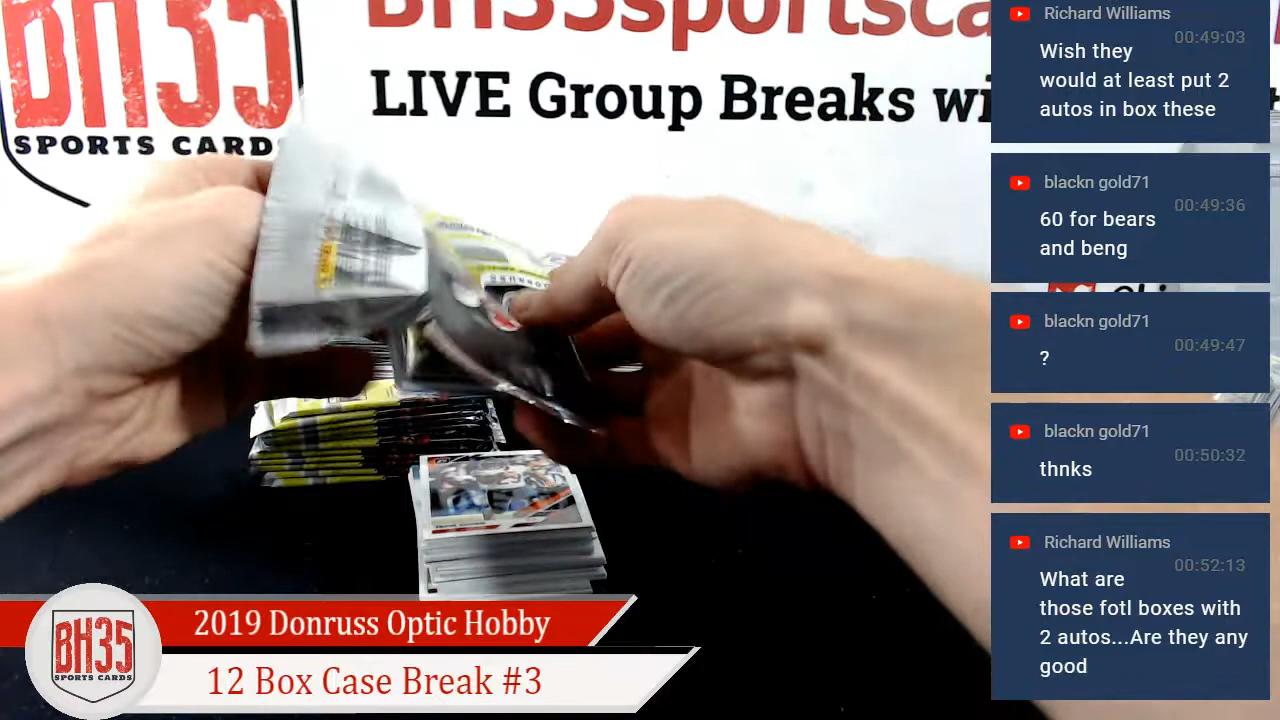 BH35sportsca
LIVE Group Breaks wi
BH35
SPORTS CARDS
Richard Williams
00:49:03
Wish they
would at least put 2
autos in box these
blackn gold71
00:49:36
60 for bears
and beng
blackn gold71
00:49:47
?
blackn gold71
00:50:32
thnks
Richard Williams
00:52:13
What are
those fotl boxes with
2 autos...Are they any
good
2019 Donruss Optic Hobby
12 Box Case Break #3
BH35
SPORTS CARDS